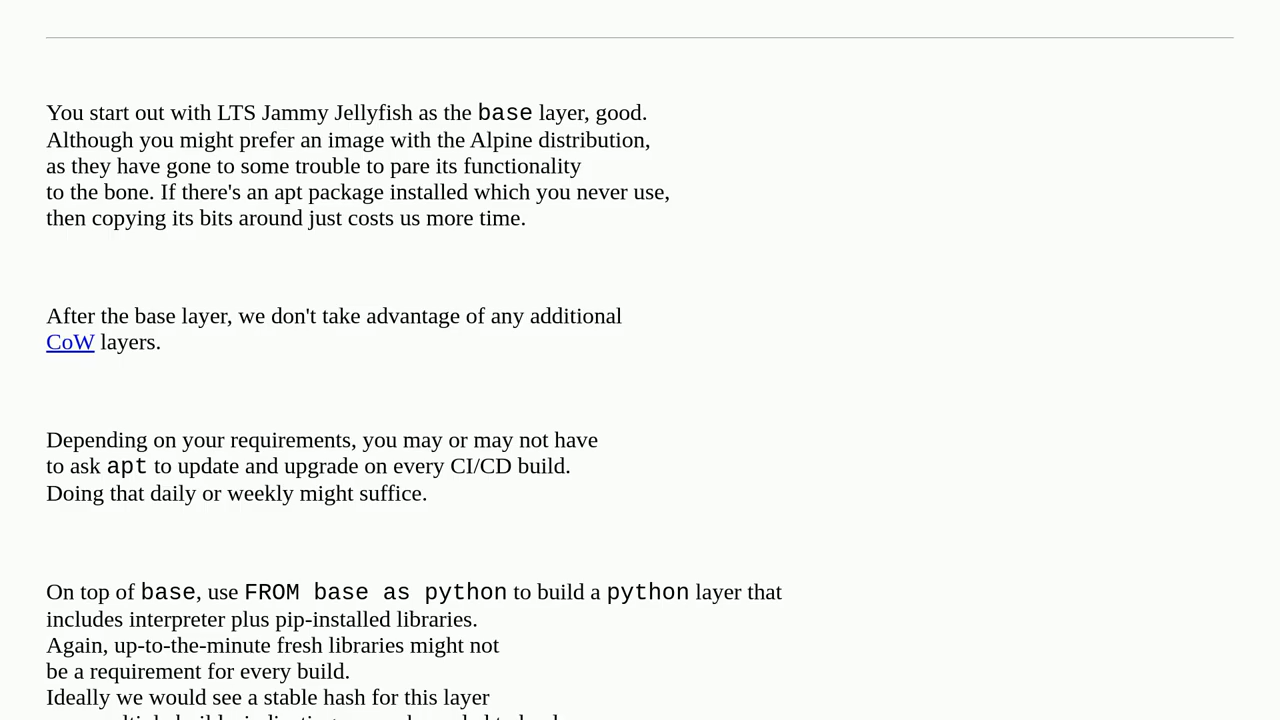 You start out with LTS Jammy Jellyfish as the base layer, good.
Although you might prefer an image with the Alpine distribution,
as they have gone to some trouble to pare its functionality
to the bone. If there's an apt package installed which you never use,
then copying its bits around just costs us more time.
After the base layer, we don't take advantage of any additional
CoW layers.
Depending on your requirements, you may or may not have
to ask apt to update and upgrade on every CI/CD build.
Doing that daily or weekly might suffice.
On top of base, use FROM base as python to build a python layer that
includes interpreter plus pip-installed libraries.
Again, up-to-the-minute fresh libraries might not
be a requirement for every build.
Ideally we would see a stable hash for this layer